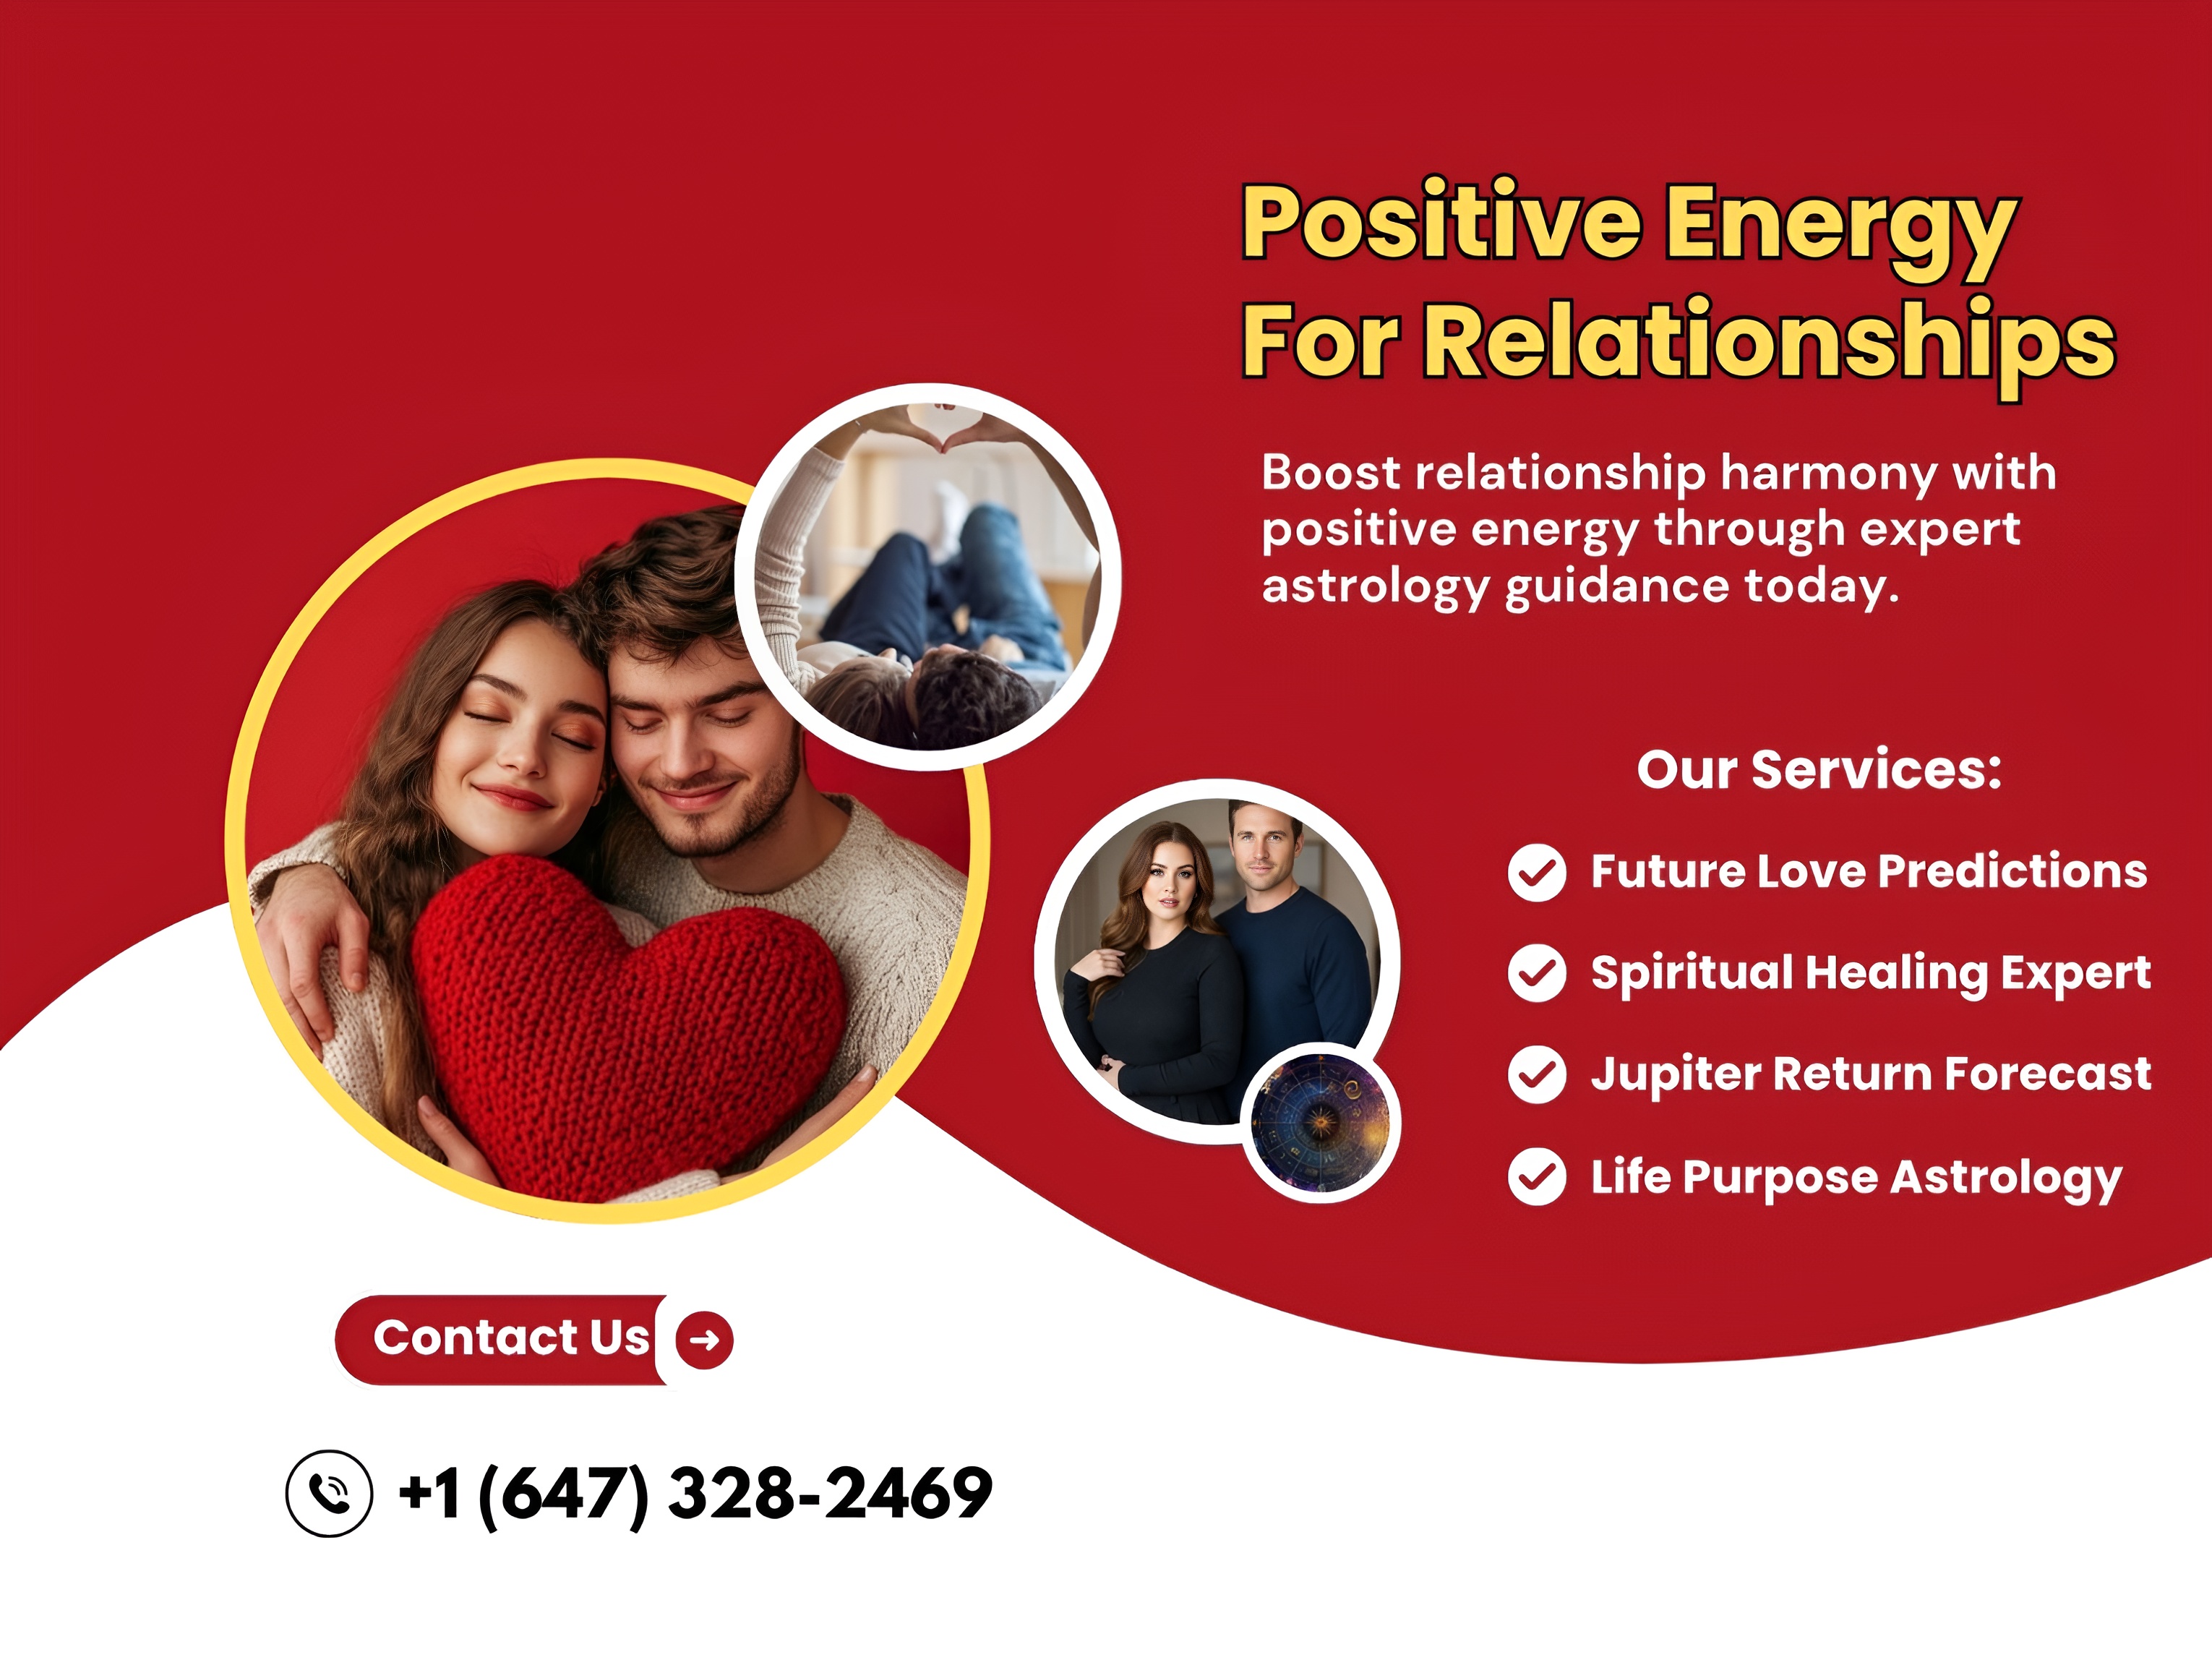 Positive Energy
For Relationships
Boost relationship harmony with
positive energy through expert
astrology guidance today.
Our Services:
Future Love Predictions
Spiritual Healing Expert
Jupiter Return Forecast
Life Purpose Astrology
Contact Us
+1 (647) 328-2469